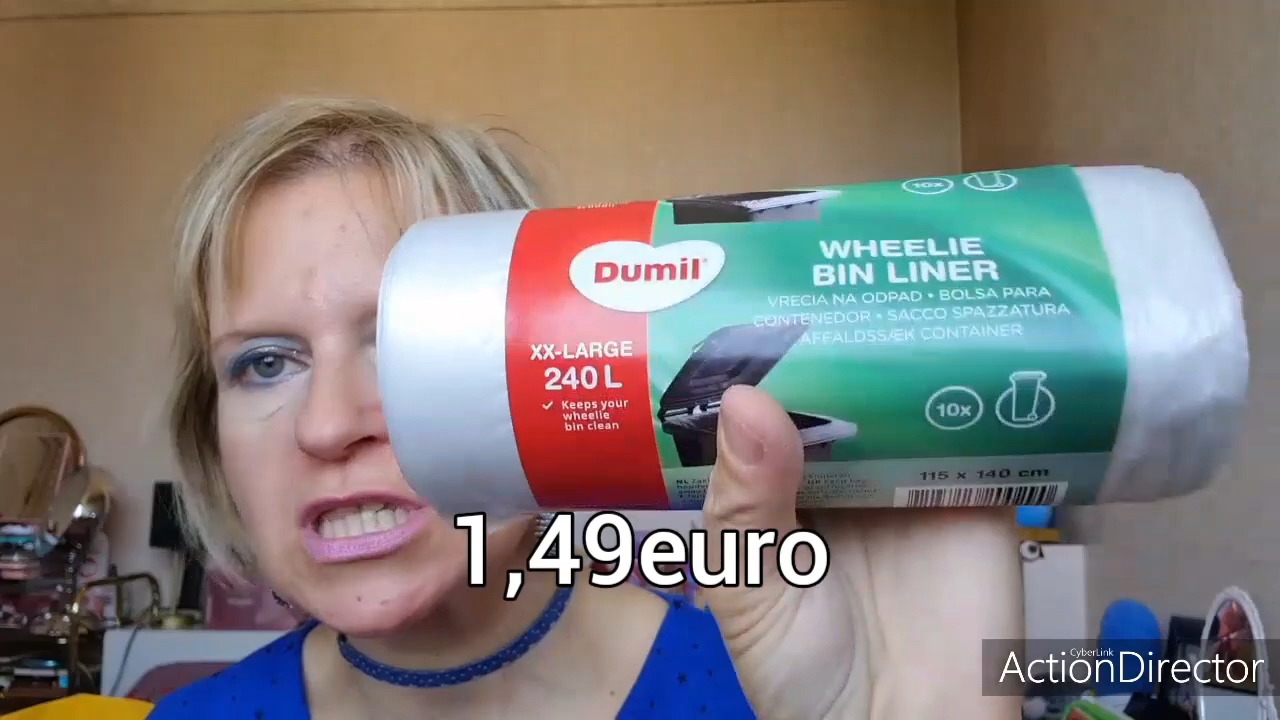 10x
Dumil
WHEELIE
BIN LINER
VRECIA NA ODPAD • BOLSA PARA
CONTENEDOR • SACCO SPAZZATURA
AFFALDSSÆK CONTAINER
XX-LARGE
240 L
✓ Keeps your
wheelie
bin clean
10x
115 x 140 cm
NL
1,49euro
CyberLink
ActionDirector